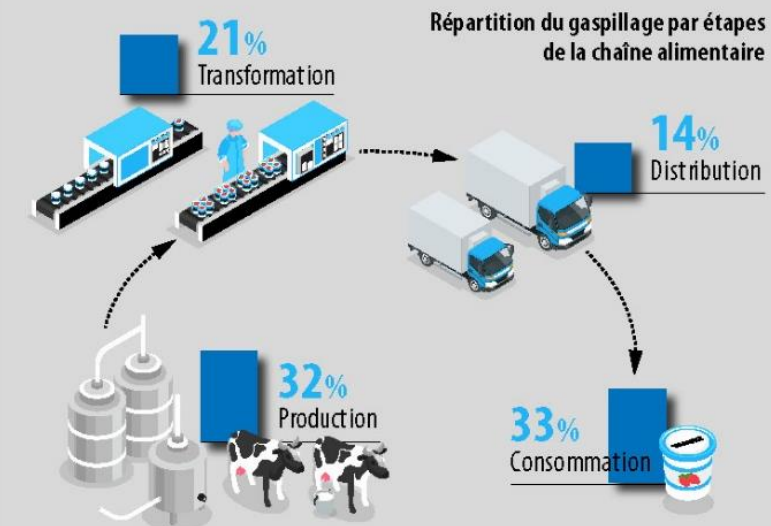 Répartition du gaspillage par étapes
de la chaîne alimentaire
21%
Transformation
14%
Distribution
32%
Production
33%
Consommation